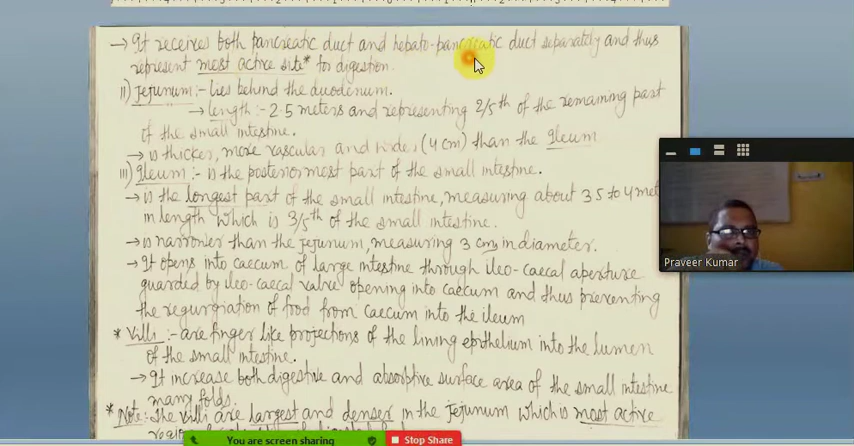 → It receives both pancreatic duct and hepato-pancreatic duct separately and thus
represent most active site* for digestion.
ii) Jejunum:- lies behind the duodenum.
→ length :- 2.5 meters and representing 2/5th of the remaining part
of the small intestine.
→ is thicker, more vascular and wider (4 cm) than the Ileum
iii) Ileum :- is the posteriormost part of the small intestine.
→ is the longest part of the small intestine, measuring about 3.5 to 4
in length which is 3/5th of the small intestine.
→ is narrower than the jejunum, measuring 3 cm in diameter.
→ It opens into caecum of large intestine through ileo-caecal aperture
guarded by ileo-caecal valve opening into caecum and thus preventing
the regurgiation of food from caecum into the ileum
* Villi :- are finger like projections of the lining epithelium into the lumen
of the small intestine.
→ It increase both digestive and absorptive surface area of the small intestine
many folds.
* Note: The villi are largest and denser in the jejunum which is most active
Praveer Kumar
You are screen sharing
Stop Share